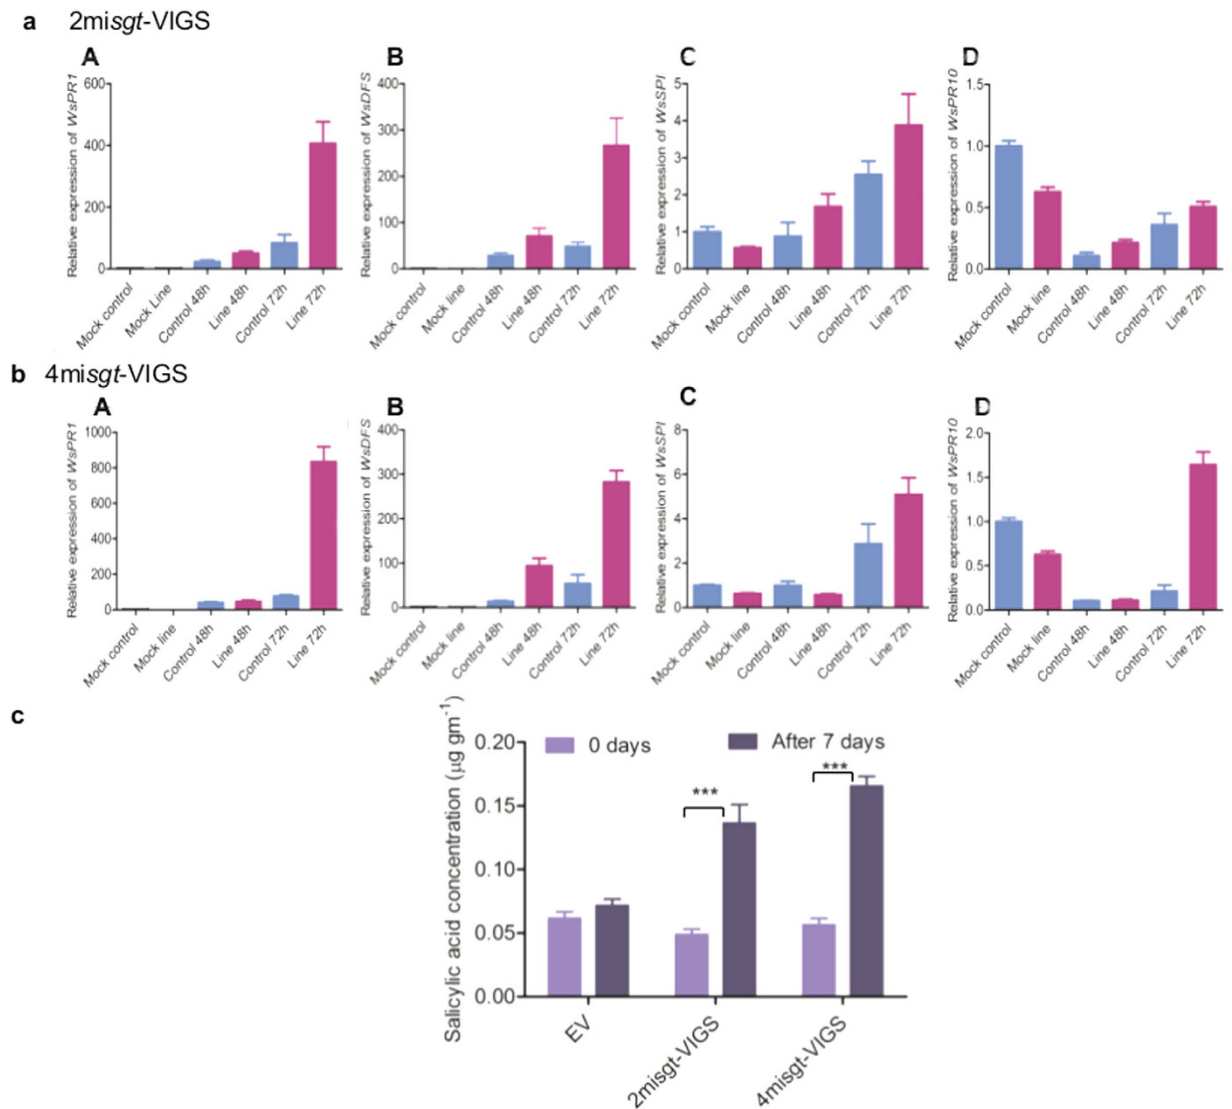 a 2misgt-VIGS
A
Relative expression of WsPR1
600
400
200
0
Mock control
Mock Line
Control 48h
Line 48h
Control 72h
Line 72h
B
Relative expression of WsDFS
400
300
200
100
0
Mock control
Mock line
Control 48h
Line 48h
Control 72h
Line 72h
C
Relative expression of WsSPI
5
4
3
2
1
0
Mock control
Mock line
Control 48h
Line 48h
Control 72h
Line 72h
D
Relative expression of WsPR10
1.5
1.0
0.5
0.0
Mock control
Mock line
Control 48h
Line 48h
Control 72h
Line 72h
b 4misgt-VIGS
A
Relative expression of WsPR1
1000
800
600
400
200
0
Mock control
Mock line
Control 48h
Line 48h
Control 72h
Line 72h
B
Relative expression of WsDFS
400
300
200
100
0
Mock control
Mock line
Control 48h
Line 48h
Control 72h
Line 72h
C
Relative expression of WsSPI
8
6
4
2
0
Mock control
Mock line
Control 48h
Line 48h
Control 72h
Line 72h
D
Relative expression of WsPR10
2.0
1.5
1.0
0.5
0.0
Mock control
Mock line
Control 48h
Line 48h
Control 72h
Line 72h
c
Salicylic acid concentration (µg gm⁻¹)
0.20
0.15
0.10
0.05
0.00
0 days
After 7 days
***
***
EV
2misgt-VIGS
4misgt-VIGS